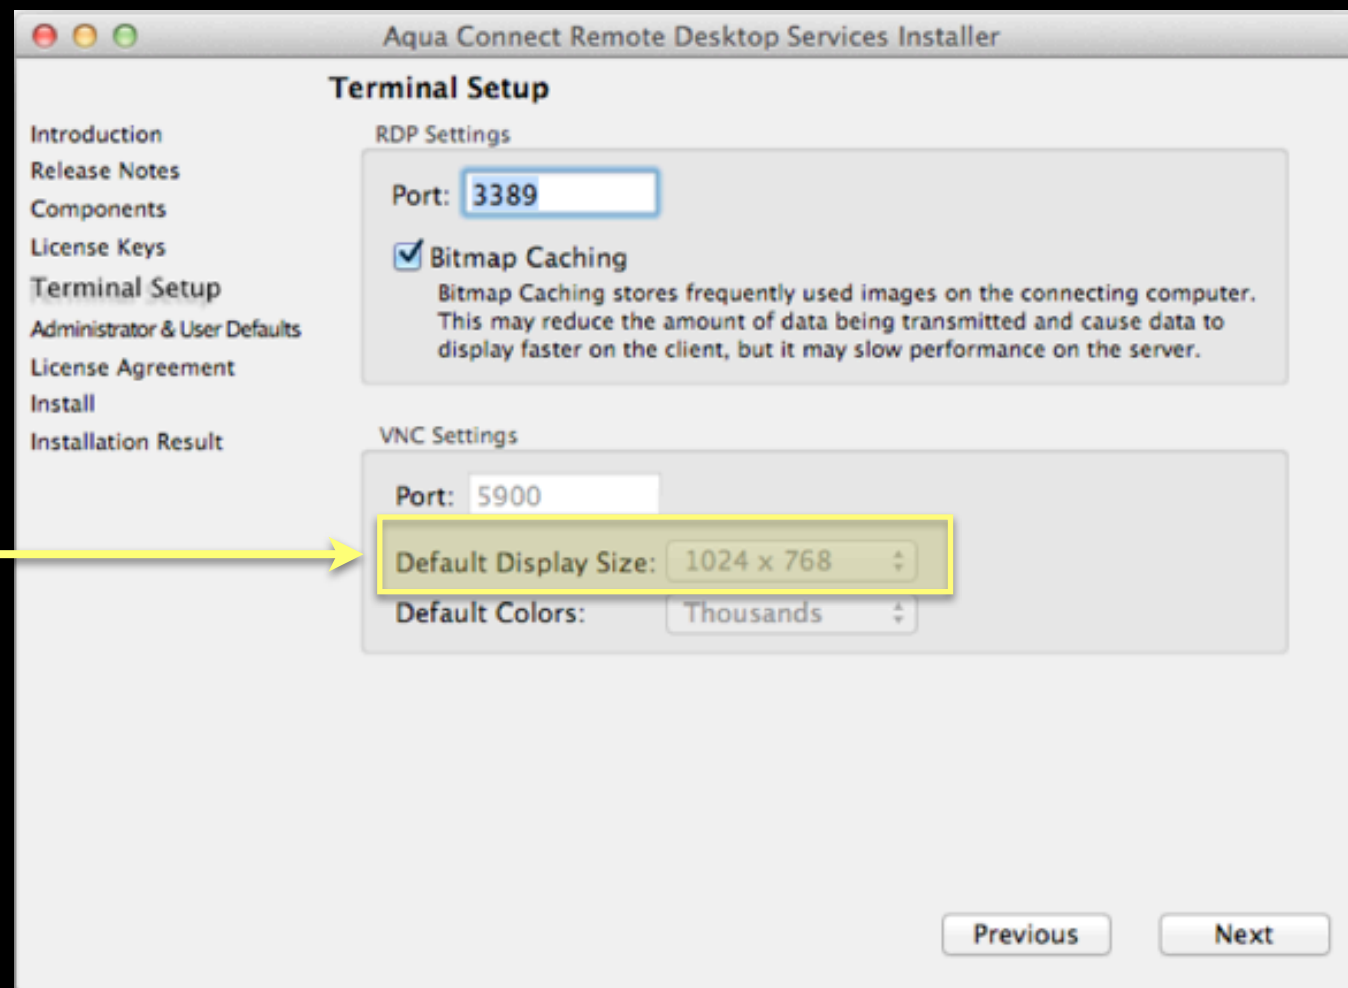 Aqua Connect Remote Desktop Services Installer
Terminal Setup
Introduction
Release Notes
Components
License Keys
Terminal Setup
Administrator & User Defaults
License Agreement
Install
Installation Result
RDP Settings
Port: 3389
Bitmap Caching
Bitmap Caching stores frequently used images on the connecting computer.
This may reduce the amount of data being transmitted and cause data to
display faster on the client, but it may slow performance on the server.
VNC Settings
Port: 5900
Default Display Size: 1024 x 768
Default Colors: Thousands
Previous Next